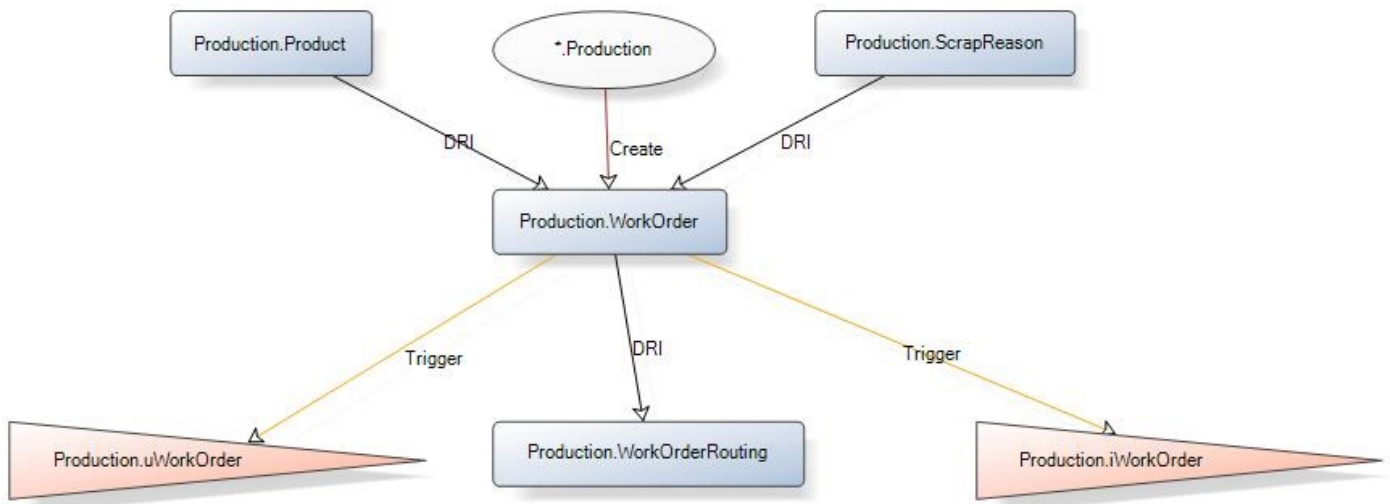 Production.Product
*.Production
Production.ScrapReason
DRI
Create
DRI
Production.WorkOrder
Trigger
DRI
Trigger
Production.uWorkOrder
Production.WorkOrderRouting
Production.iWorkOrder